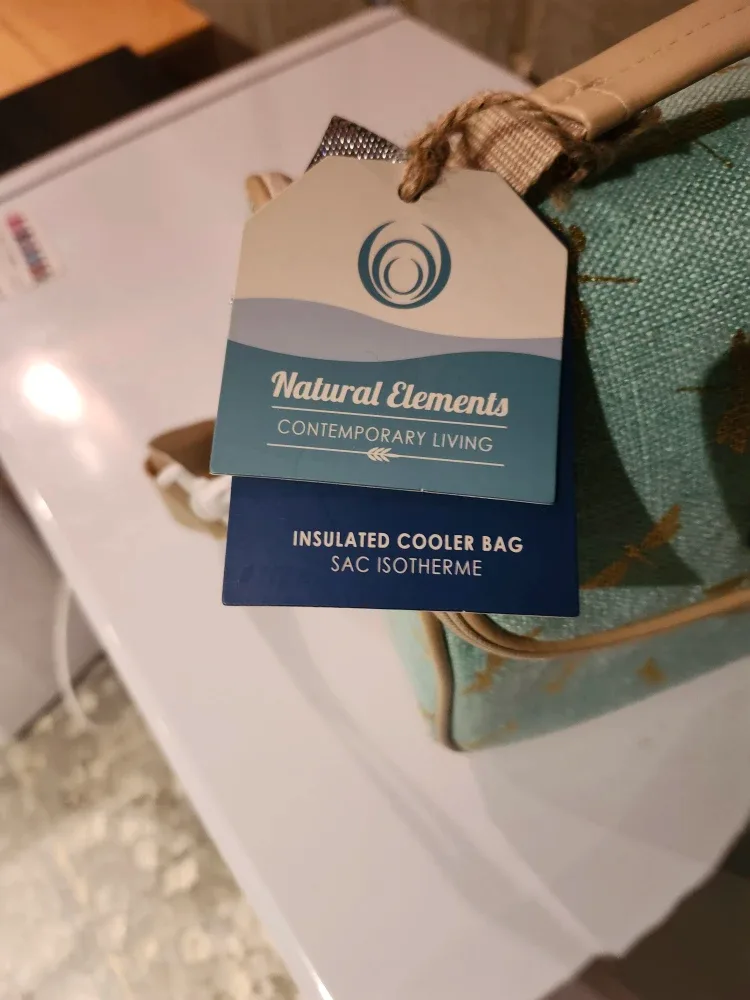 Natural Elements
CONTEMPORARY LIVING
INSULATED COOLER BAG
SAC ISOTHERME